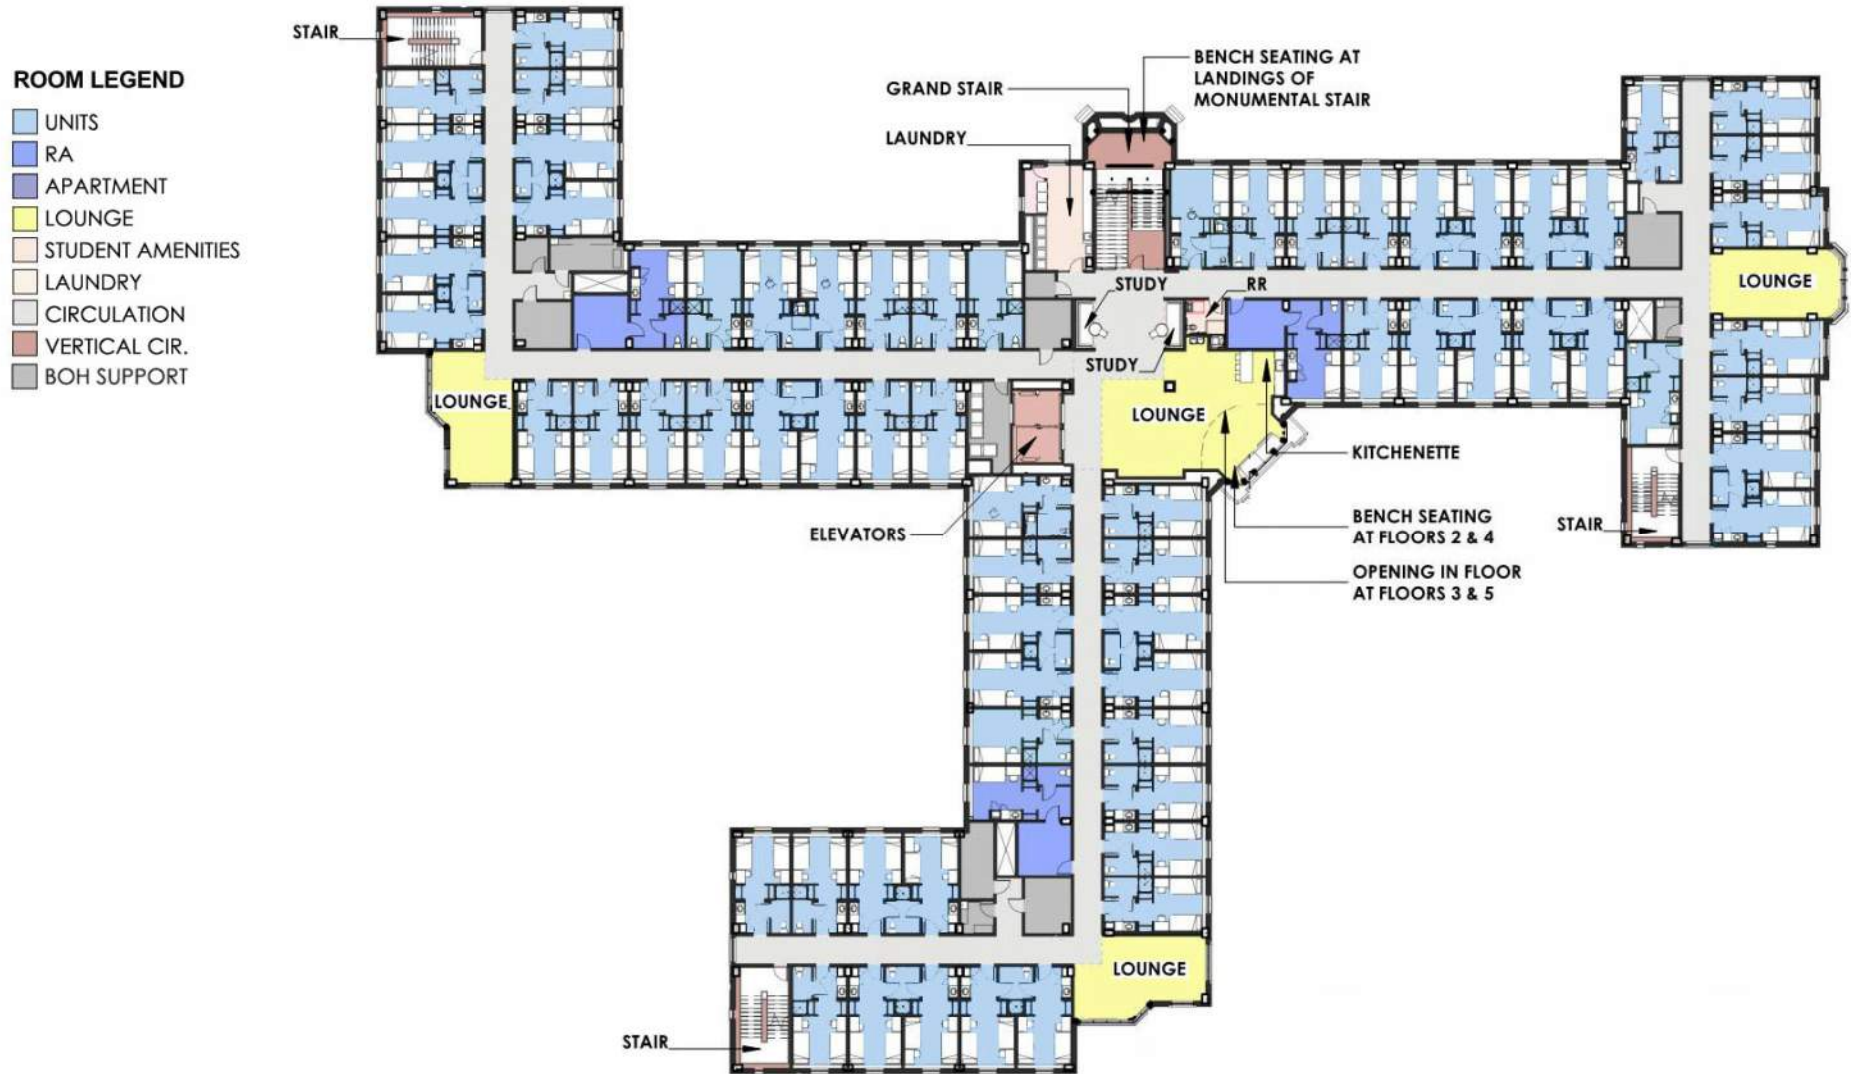 ROOM LEGEND
UNITS
RA
APARTMENT
LOUNGE
STUDENT AMENITIES
LAUNDRY
CIRCULATION
VERTICAL CIR.
BOH SUPPORT
STAIR
GRAND STAIR
BENCH SEATING AT
LANDINGS OF
MONUMENTAL STAIR
LAUNDRY
STUDY
RR
LOUNGE
STUDY
LOUNGE
LOUNGE
KITCHENETTE
ELEVATORS
BENCH SEATING
AT FLOORS 2 & 4
STAIR
OPENING IN FLOOR
AT FLOORS 3 & 5
LOUNGE
STAIR